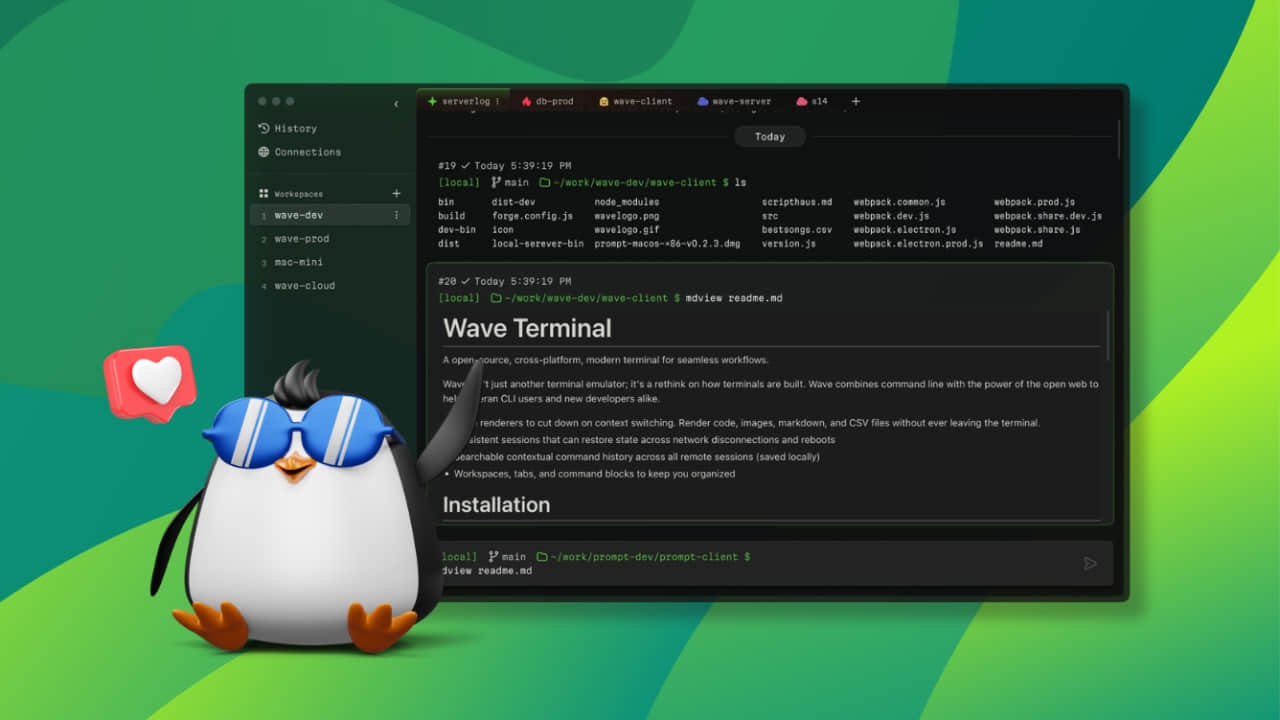 serverlog
db-prod
wave-client
wave-server
s14
+
History
Connections
Workspaces +
1 wave-dev
2 wave-prod
3 mac-mini
4 wave-cloud
Today
#19 ✓ Today 5:39:19 PM
[local] main ~/work/wave-dev/wave-client $ ls
bin dist-dev node_modules scripthaus.md webpack.common.js webpack.prod.js
build forge.config.js wavelogo.png src webpack.dev.js webpack.share.dev.js
dev-bin icon wavelogo.gif bestsongs.csv webpack.electron.js webpack.share.js
dist local-serever-bin prompt-macos-×86-v0.2.3.dmg version.js webpack.electron.prod.js readme.md
#20 ✓ Today 5:39:19 PM
[local] ~/work/wave-dev/wave-client $ mdview readme.md
Wave Terminal
A open-source, cross-platform, modern terminal for seamless workflows.
Wave 't just another terminal emulator; it's a rethink on how terminals are built. Wave combines command line with the power of the open web to
hel eran CLI users and new developers alike.
renderers to cut down on context switching. Render code, images, markdown, and CSV files without ever leaving the terminal.
sistent sessions that can restore state across network disconnections and reboots
earchable contextual command history across all remote sessions (saved locally)
• Workspaces, tabs, and command blocks to keep you organized
Installation
local] main ~/work/prompt-dev/prompt-client $
dview readme.md